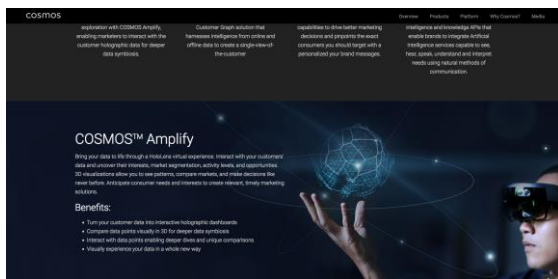 cosmos
Overview Products Platform Why Cosmos? Media
exploration with COSMOS Amplify,
enabling marketers to interact with the
customer holographic data for deeper
data symbiosis.
Customer Graph solution that
harnesses intelligence from online and
offline data to create a single-view-of-
the-customer
capabilities to drive better marketing
decisions and pinpoints the exact
consumers you should target with a
personalized your brand messages.
intelligence and knowledge APIs that
enable brands to integrate Artificial
Intelligence services capable to see,
hear, speak, understand and interpret
needs using natural methods of
communication.
COSMOS™ Amplify
Bring your data to life through a HoloLens virtual experience. Interact with your customers'
data and uncover their interests, market segmentation, activity levels, and opportunities.
3D visualizations allow you to see patterns, compare markets, and make decisions like
never before. Anticipate consumer needs and interests to create relevant, timely marketing
solutions.
Benefits:
• Turn your customer data into interactive holographic dashboards
• Compare data points visually in 3D for deeper data symbiosis
• Interact with data points enabling deeper dives and unique comparisons
• Visually experience your data in a whole new way